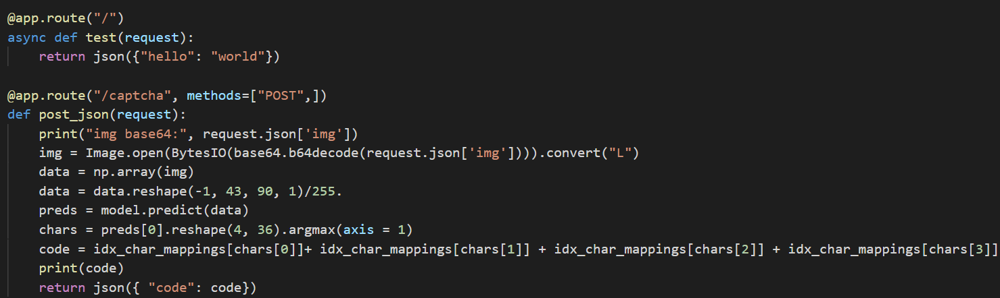 @app.route("/")
async def test(request):
    return json({"hello": "world"})

@app.route("/captcha", methods=["POST",])
def post_json(request):
    print("img base64:", request.json['img'])
    img = Image.open(BytesIO(base64.b64decode(request.json['img']))).convert("L")
    data = np.array(img)
    data = data.reshape(-1, 43, 90, 1)/255.
    preds = model.predict(data)
    chars = preds[0].reshape(4, 36).argmax(axis = 1)
    code = idx_char_mappings[chars[0]]+ idx_char_mappings[chars[1]] + idx_char_mappings[chars[2]] + idx_char_mappings[chars[3]]
    print(code)
    return json({ "code": code})